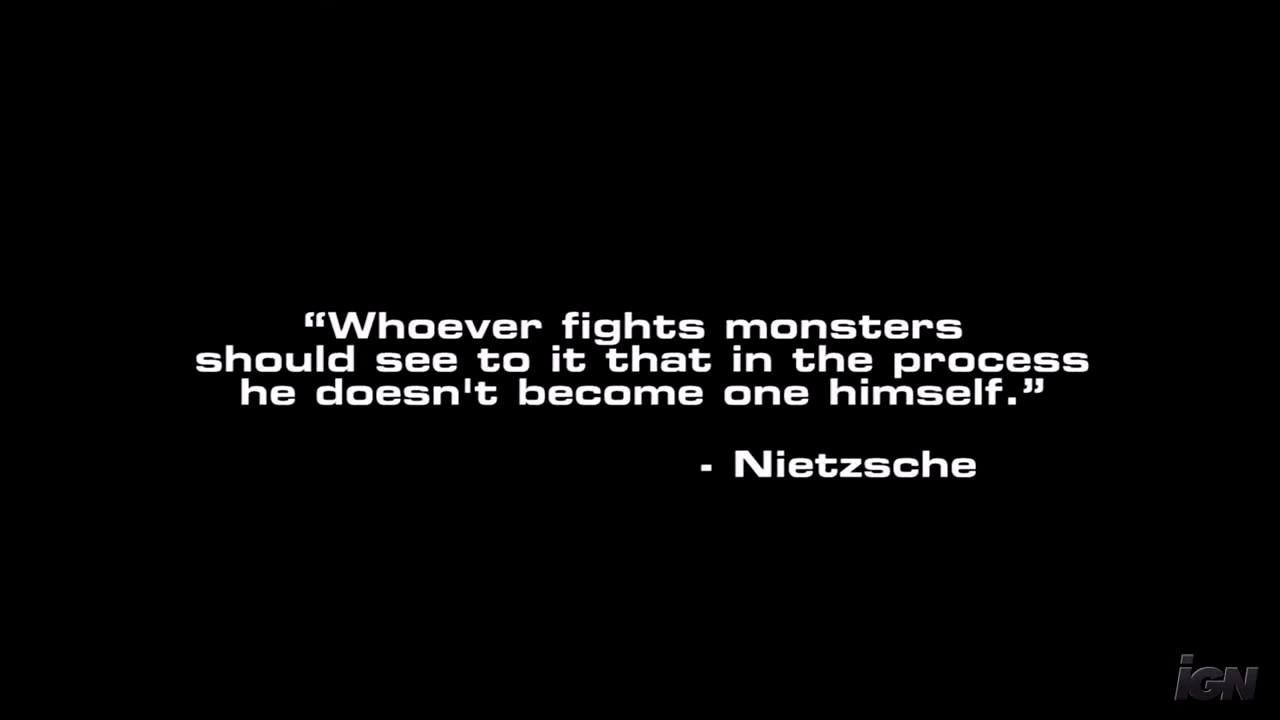 “Whoever fights monsters
should see to it that in the process
he doesn't become one himself.”
- Nietzsche
IGN